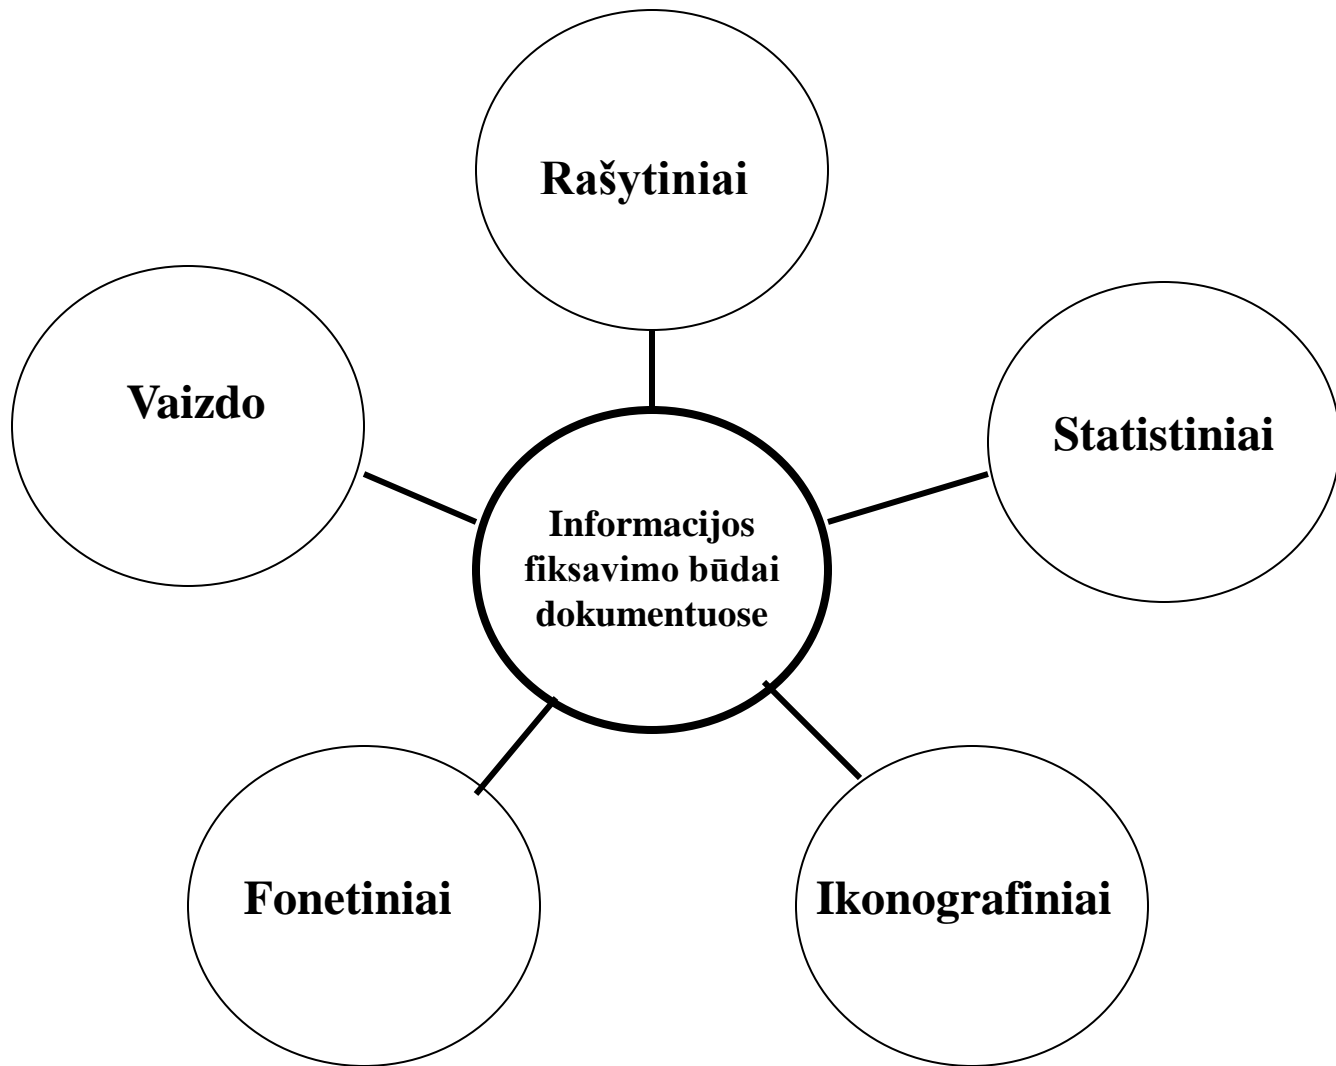 Rašytiniai
Vaizdo
Statistiniai
Informacijos
fiksavimo būdai
dokumentuose
Fonetiniai
Ikonografiniai